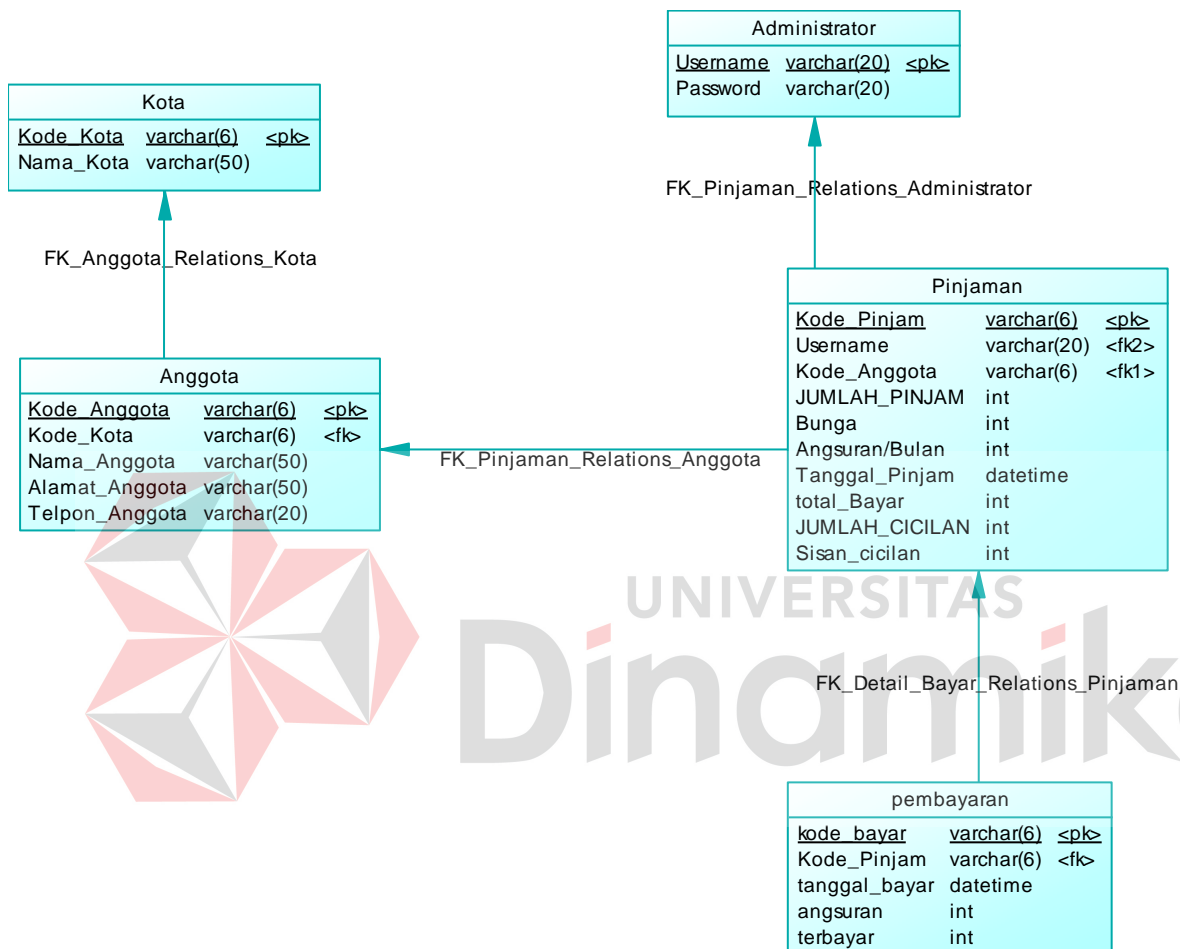 Administrator
Username varchar(20) <pk>
Password varchar(20)
Kota
Kode_Kota varchar(6) <pk>
Nama_Kota varchar(50)
FK_Pinjaman_Relations_Administrator
FK_Anggota_Relations_Kota
Pinjaman
Kode_Pinjam varchar(6) <pk>
Username varchar(20) <fk2>
Kode_Anggota varchar(6) <fk1>
JUMLAH_PINJAM int
Bunga int
Angsuran/Bulan int
Tanggal_Pinjam datetime
total_Bayar int
JUMLAH_CICILAN int
Sisan_cicilan int
Anggota
Kode_Anggota varchar(6) <pk>
Kode_Kota varchar(6) <fk>
Nama_Anggota varchar(50)
Alamat_Anggota varchar(50)
Telpon_Anggota varchar(20)
FK_Pinjaman_Relations_Anggota
UNIVERSITAS
Dinamika
FK_Detail_Bayar_Relations_Pinjaman
pembayaran
kode_bayar varchar(6) <pk>
Kode_Pinjam varchar(6) <fk>
tanggal_bayar datetime
angsuran int
terbayar int